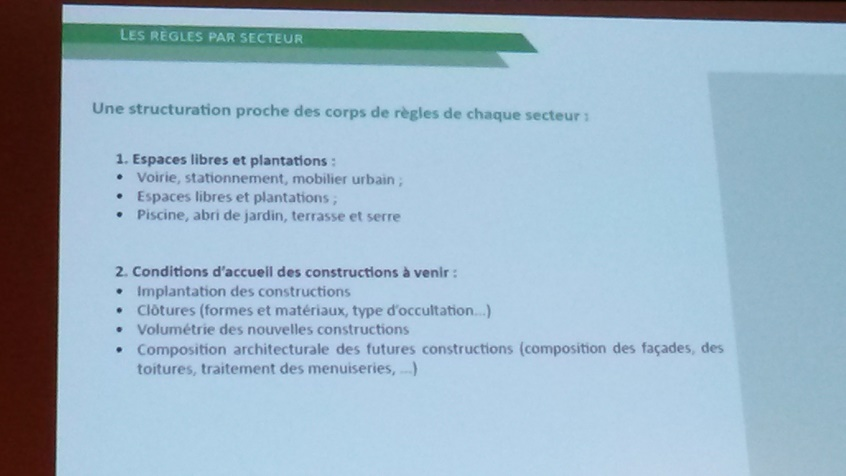 LES RÈGLES PAR SECTEUR
Une structuration proche des corps de règles de chaque secteur :
1. Espaces libres et plantations :
• Voirie, stationnement, mobilier urbain ;
• Espaces libres et plantations ;
• Piscine, abri de jardin, terrasse et serre
2. Conditions d'accueil des constructions à venir :
• Implantation des constructions
• Clôtures (formes et matériaux, type d'occultation...)
• Volumétrie des nouvelles constructions
• Composition architecturale des futures constructions (composition des façades, des
toitures, traitement des menuiseries, ...)